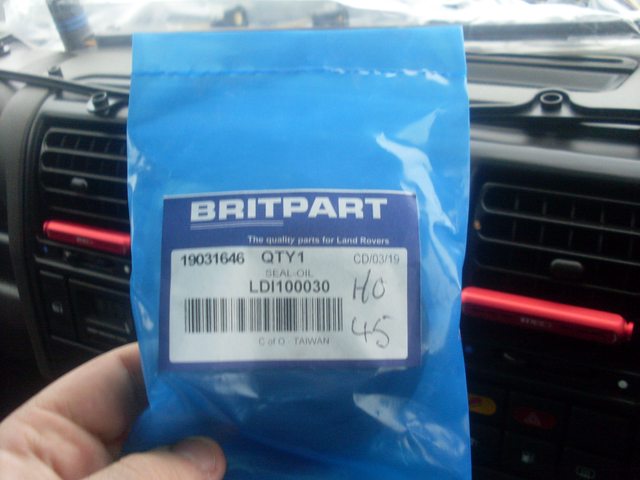 BRITPART
The quality parts for Land Rovers
19031646 QTY1 CD/03/19
SEAL-OIL
LDI100030
HO
45
C of O TAIWAN